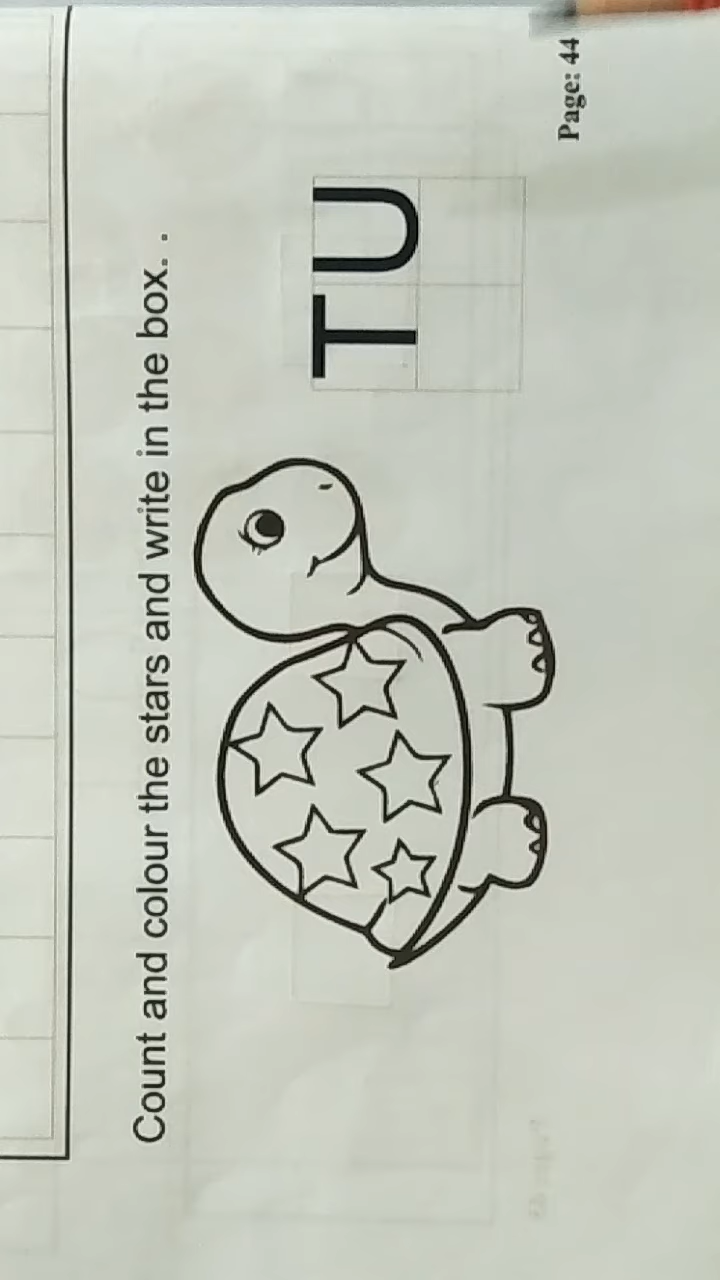 Count and colour the stars and write in the box. .
T U
Page: 44